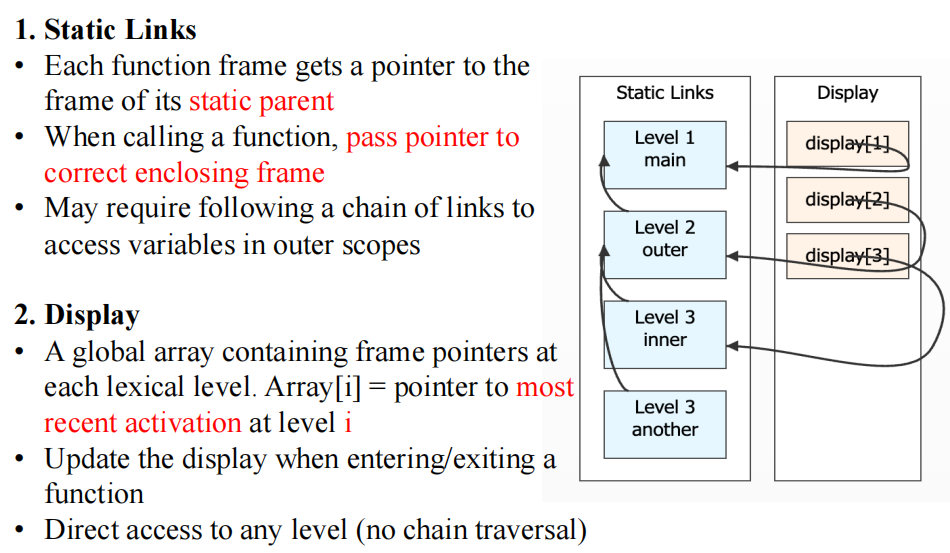 1. Static Links
• Each function frame gets a pointer to the
frame of its static parent
• When calling a function, pass pointer to
correct enclosing frame
• May require following a chain of links to
access variables in outer scopes
2. Display
• A global array containing frame pointers at
each lexical level. Array[i] = pointer to most
recent activation at level i
• Update the display when entering/exiting a
function
• Direct access to any level (no chain traversal)
Static Links
Level 1
main
Level 2
outer
Level 3
inner
Level 3
another
Display
display[1]
display[2]
display[3]